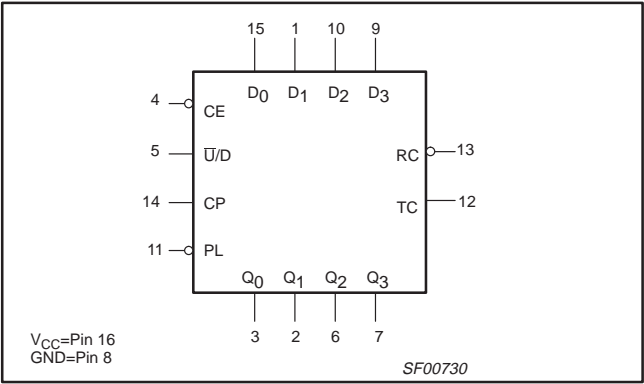 15 1 10 9
D0 D1 D2 D3
4 CE
5 U̅/D RC 13
14 CP TC 12
11 PL
Q0 Q1 Q2 Q3
3 2 6 7
VCC=Pin 16
GND=Pin 8
SF00730